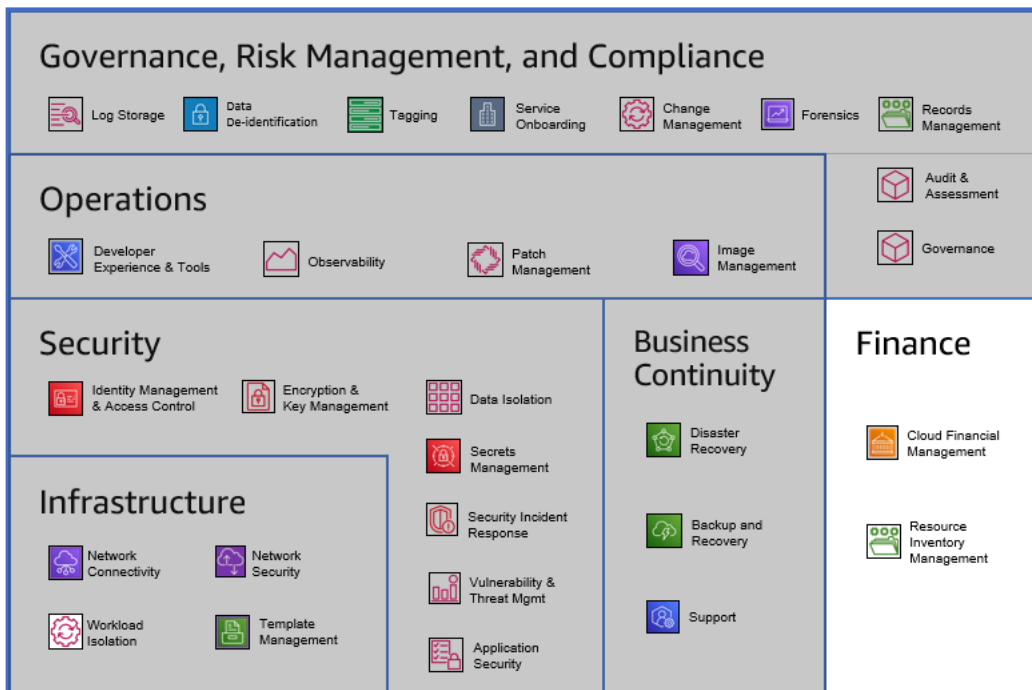 Governance, Risk Management, and Compliance
Log Storage
Data
De-identification
Tagging
Service
Onboarding
Change
Management
Forensics
Records
Management
Audit &
Assessment
Governance
Operations
Developer
Experience & Tools
Observability
Patch
Management
Image
Management
Security
Identity Management
& Access Control
Encryption &
Key Management
Data Isolation
Secrets
Management
Security Incident
Response
Vulnerability &
Threat Mgmt
Application
Security
Infrastructure
Network
Connectivity
Network
Security
Workload
Isolation
Template
Management
Business
Continuity
Disaster
Recovery
Backup and
Recovery
Support
Finance
Cloud Financial
Management
Resource
Inventory
Management